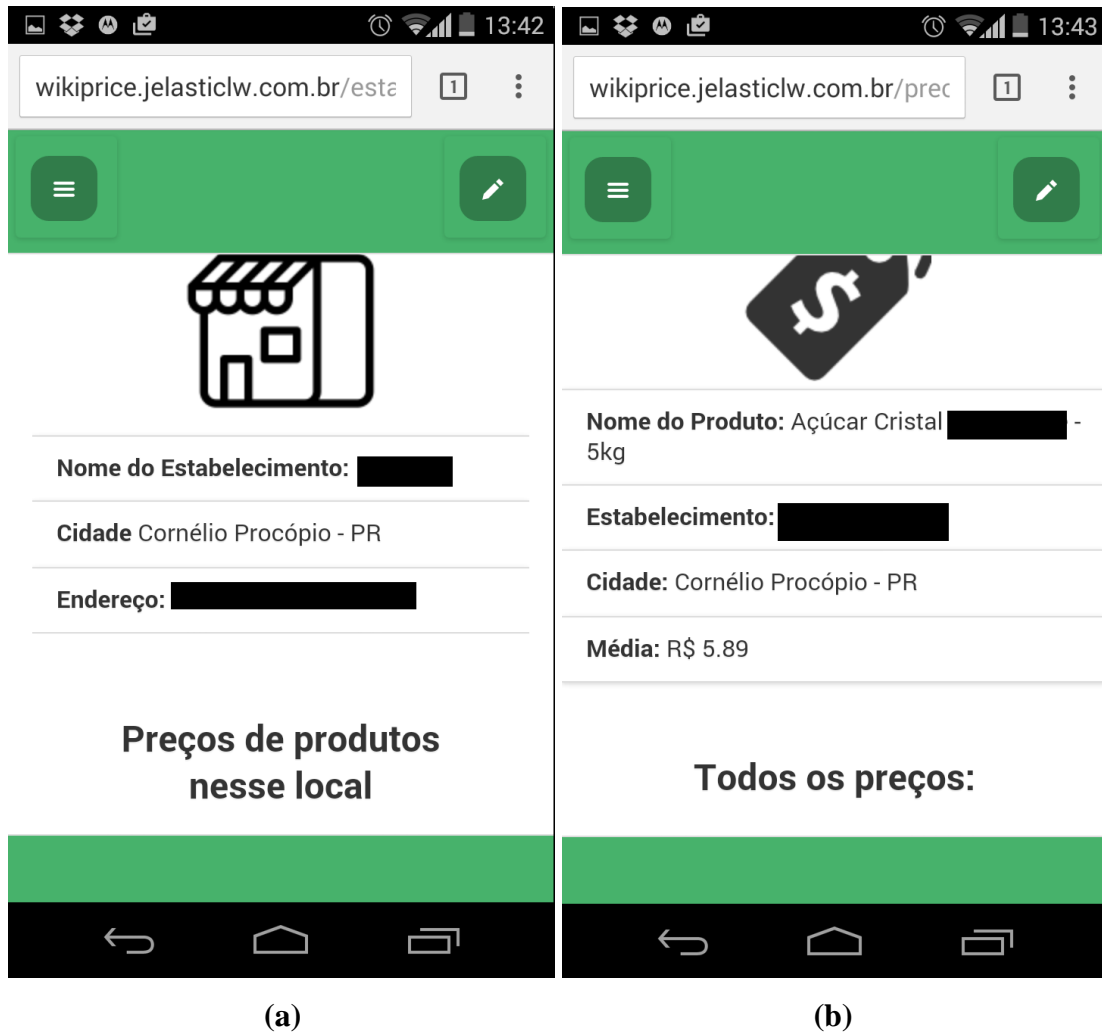 13:42
wikiprice.jelasticlw.com.br/esta
1
Nome do Estabelecimento:
Cidade Cornélio Procópio - PR
Endereço:
Preços de produtos
nesse local
(a)
13:43
wikiprice.jelasticlw.com.br/prec
1
$
Nome do Produto: Açúcar Cristal -
5kg
Estabelecimento:
Cidade: Cornélio Procópio - PR
Média: R$ 5.89
Todos os preços:
(b)